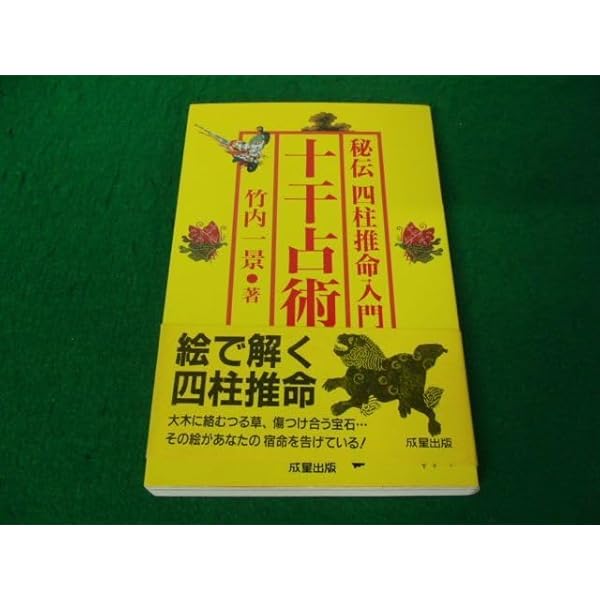 秘伝 四柱推命入門
十干占術
竹内一景●著
絵で解く
四柱推命
大木に絡むつる草、傷つけ合う宝石…
その絵があなたの宿命を告げている!
成星出版
成星出版